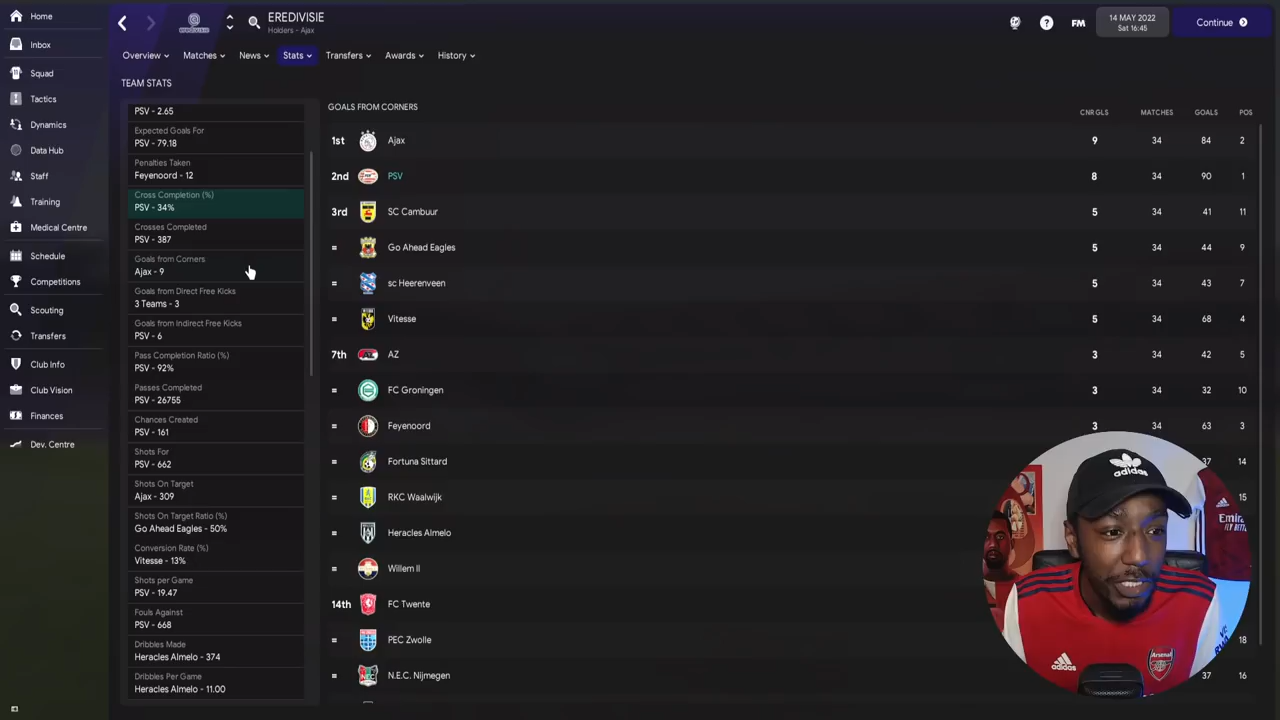 Home
Inbox
Squad
Tactics
Dynamics
Data Hub
Staff
Training
Medical Centre
Schedule
Competitions
Scouting
Transfers
Club Info
Club Vision
Finances
Dev. Centre
EREDIVISIE
Holders - Ajax
FM
14 MAY 2022
Sat 16:45
Continue
Overview
Matches
News
Stats
Transfers
Awards
History
TEAM STATS
PSV - 2.65
Expected Goals For
PSV - 79.18
Penalties Taken
Feyenoord - 12
Cross Completion (%)
PSV - 34%
Crosses Completed
PSV - 387
Goals from Corners
Ajax - 9
Goals from Direct Free Kicks
3 Teams - 3
Goals from Indirect Free Kicks
PSV - 6
Pass Completion Ratio (%)
PSV - 92%
Passes Completed
PSV - 26755
Chances Created
PSV - 161
Shots For
PSV - 662
Shots On Target
Ajax - 309
Shots On Target Ratio (%)
Go Ahead Eagles - 50%
Conversion Rate (%)
Vitesse - 13%
Shots per Game
PSV - 19.47
Fouls Against
PSV - 668
Dribbles Made
Heracles Almelo - 374
Dribbles Per Game
Heracles Almelo - 11.00
GOALS FROM CORNERS
CNR GLS MATCHES GOALS POS
1st Ajax 9 34 84 2
2nd PSV 8 34 90 1
3rd SC Cambuur 5 34 41 11
= Go Ahead Eagles 5 34 44 9
= sc Heerenveen 5 34 43 7
= Vitesse 5 34 68 4
7th AZ 3 34 42 5
= FC Groningen 3 34 32 10
= Feyenoord 3 34 63 3
= Fortuna Sittard 37 14
= RKC Waalwijk 15
= Heracles Almelo
= Willem II
14th FC Twente
= PEC Zwolle 18
= N.E.C. Nijmegen 37 16
adidas
Arsenal